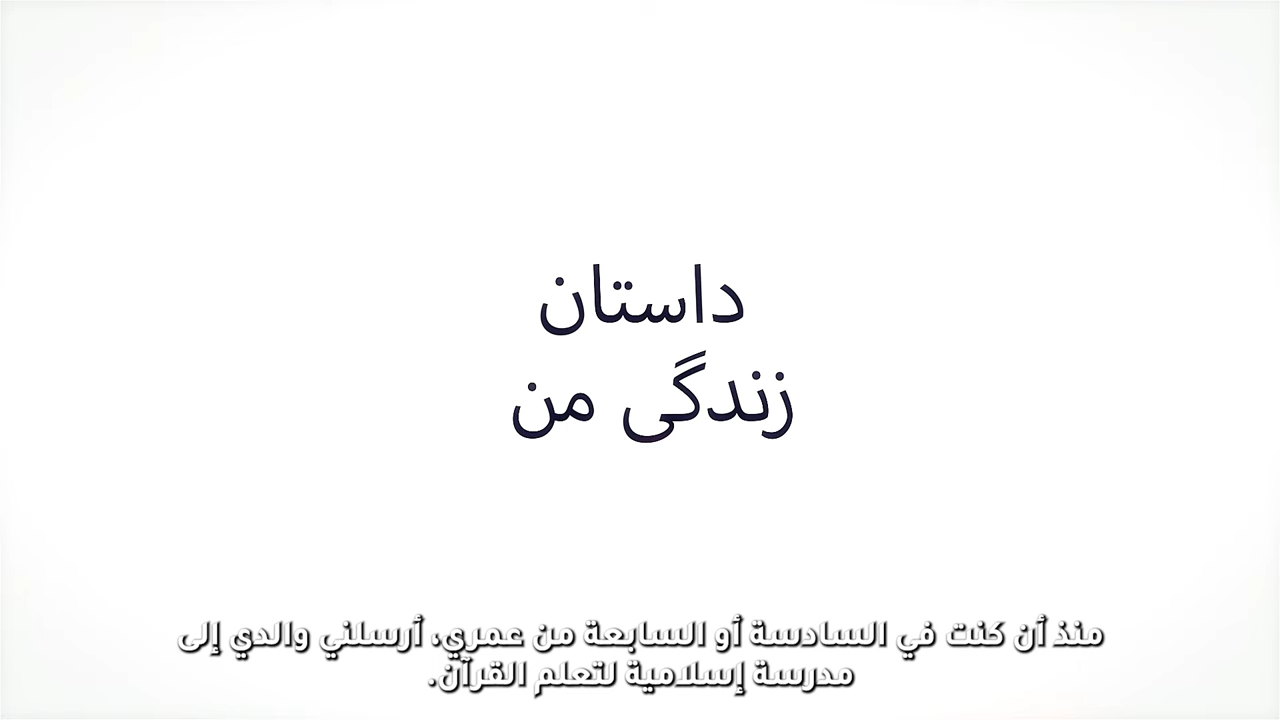 داستان
زندگی من
منذ أن كنت في السادسة أو السابعة من عمري، أرسلني والدي إلى
مدرسة إسلامية لتعلم القرآن.